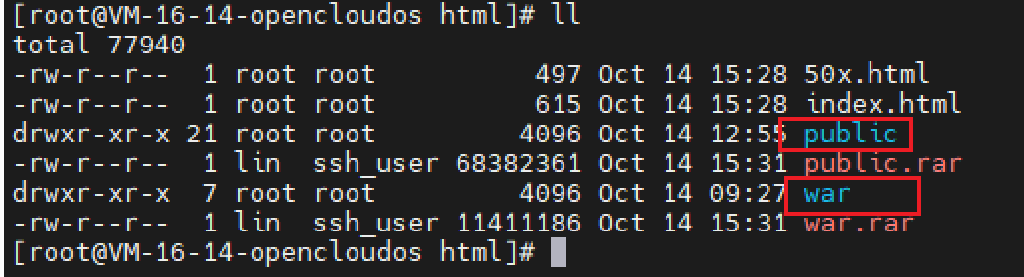 [root@VM-16-14-opencloudos html]# ll
total 77940
-rw-r--r-- 1 root root 497 Oct 14 15:28 50x.html
-rw-r--r-- 1 root root 615 Oct 14 15:28 index.html
drwxr-xr-x 21 root root 4096 Oct 14 12:55 public
-rw-r--r-- 1 lin ssh_user 68382361 Oct 14 15:31 public.rar
drwxr-xr-x 7 root root 4096 Oct 14 09:27 war
-rw-r--r-- 1 lin ssh_user 11411186 Oct 14 15:31 war.rar
[root@VM-16-14-opencloudos html]#